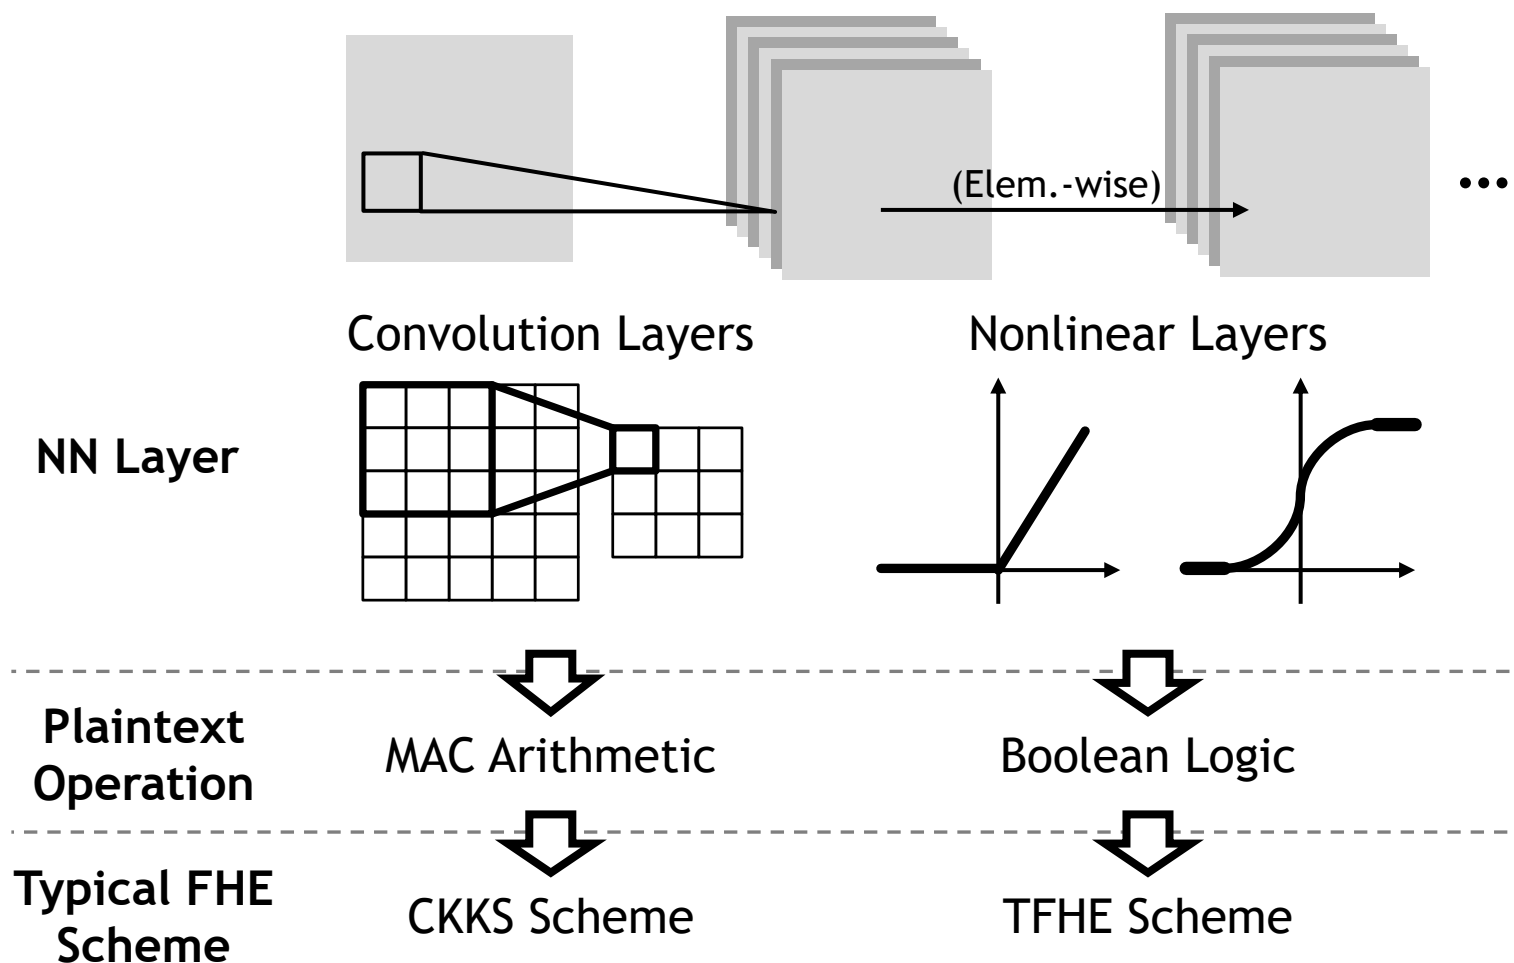 (Elem.-wise)
...
Convolution Layers
Nonlinear Layers
NN Layer
Plaintext
Operation
MAC Arithmetic
Boolean Logic
Typical FHE
Scheme
CKKS Scheme
TFHE Scheme